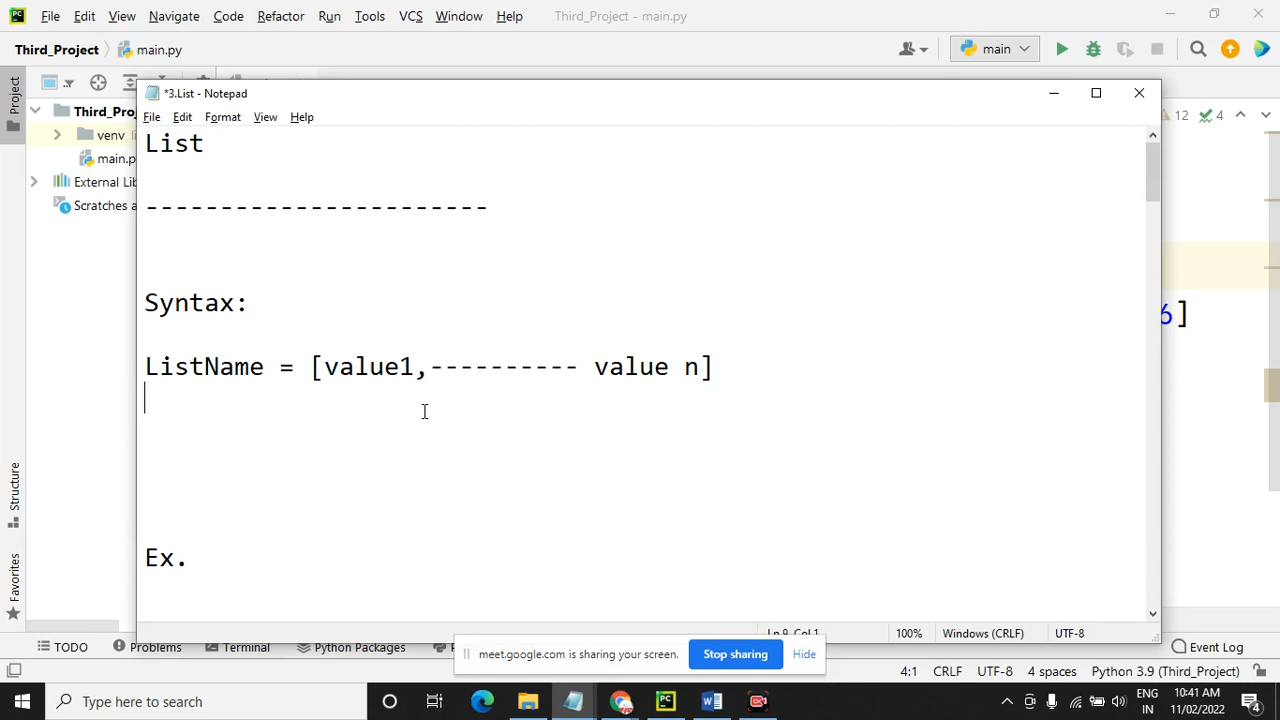 File Edit View Navigate Code Refactor Run Tools VCS Window Help Third_Project - main.py
Third_Project main.py main
Project
*3.List - Notepad
File Edit Format View Help
Third_Pro
venv
main.p
External Lib
Scratches a
12 4
List
-----------------------
Syntax:
ListName = [value1,---------- value n]
6]
Ex.
Structure
Favorites
Ln 9, Col 1 100% Windows (CRLF) UTF-8
TODO Problems Terminal Python Packages Event Log
meet.google.com is sharing your screen. Stop sharing Hide
4:1 CRLF UTF-8 4 spaces Python 3.9 (Third_Project)
Type here to search
ENG
IN
10:41 AM
11/02/2022
4